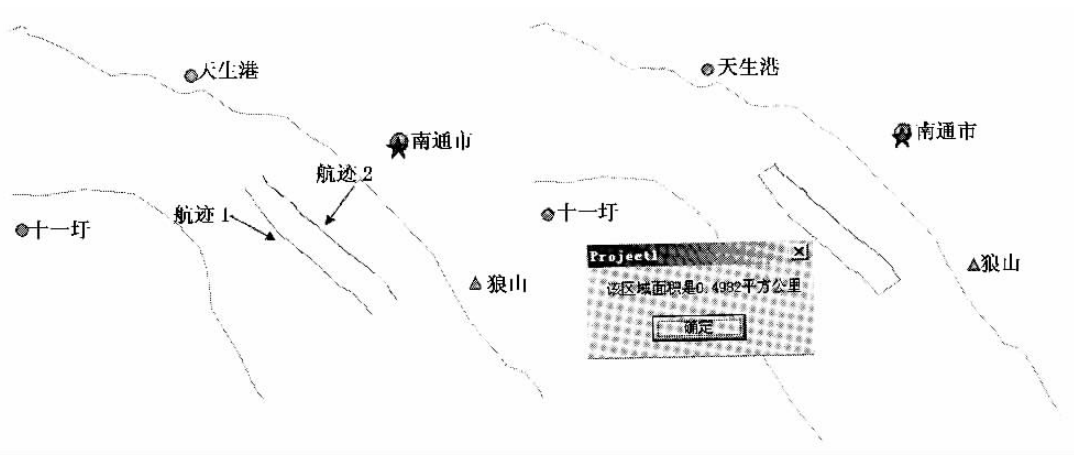 天生港
南通市
航迹 2
航迹 1
十一圩
狼山
天生港
南通市
十一圩
狼山
Project1
该区域面积是0.4982平方公里
确定